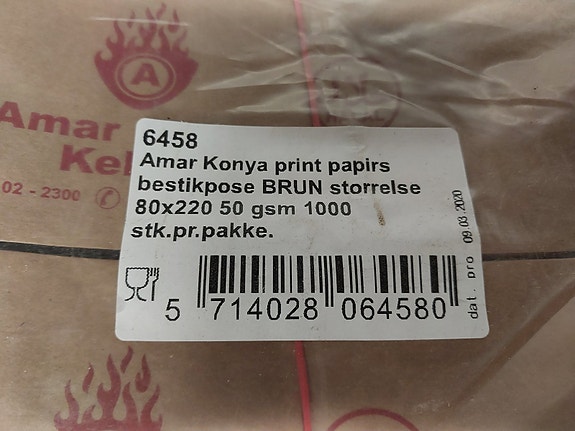 A
Amar
Ke
02 - 2300
6458
Amar Konya print papirs
bestikpose BRUN storrelse
80x220 50 gsm 1000
stk.pr.pakke.
dat. pro 09.03.2020
5 714028 064580